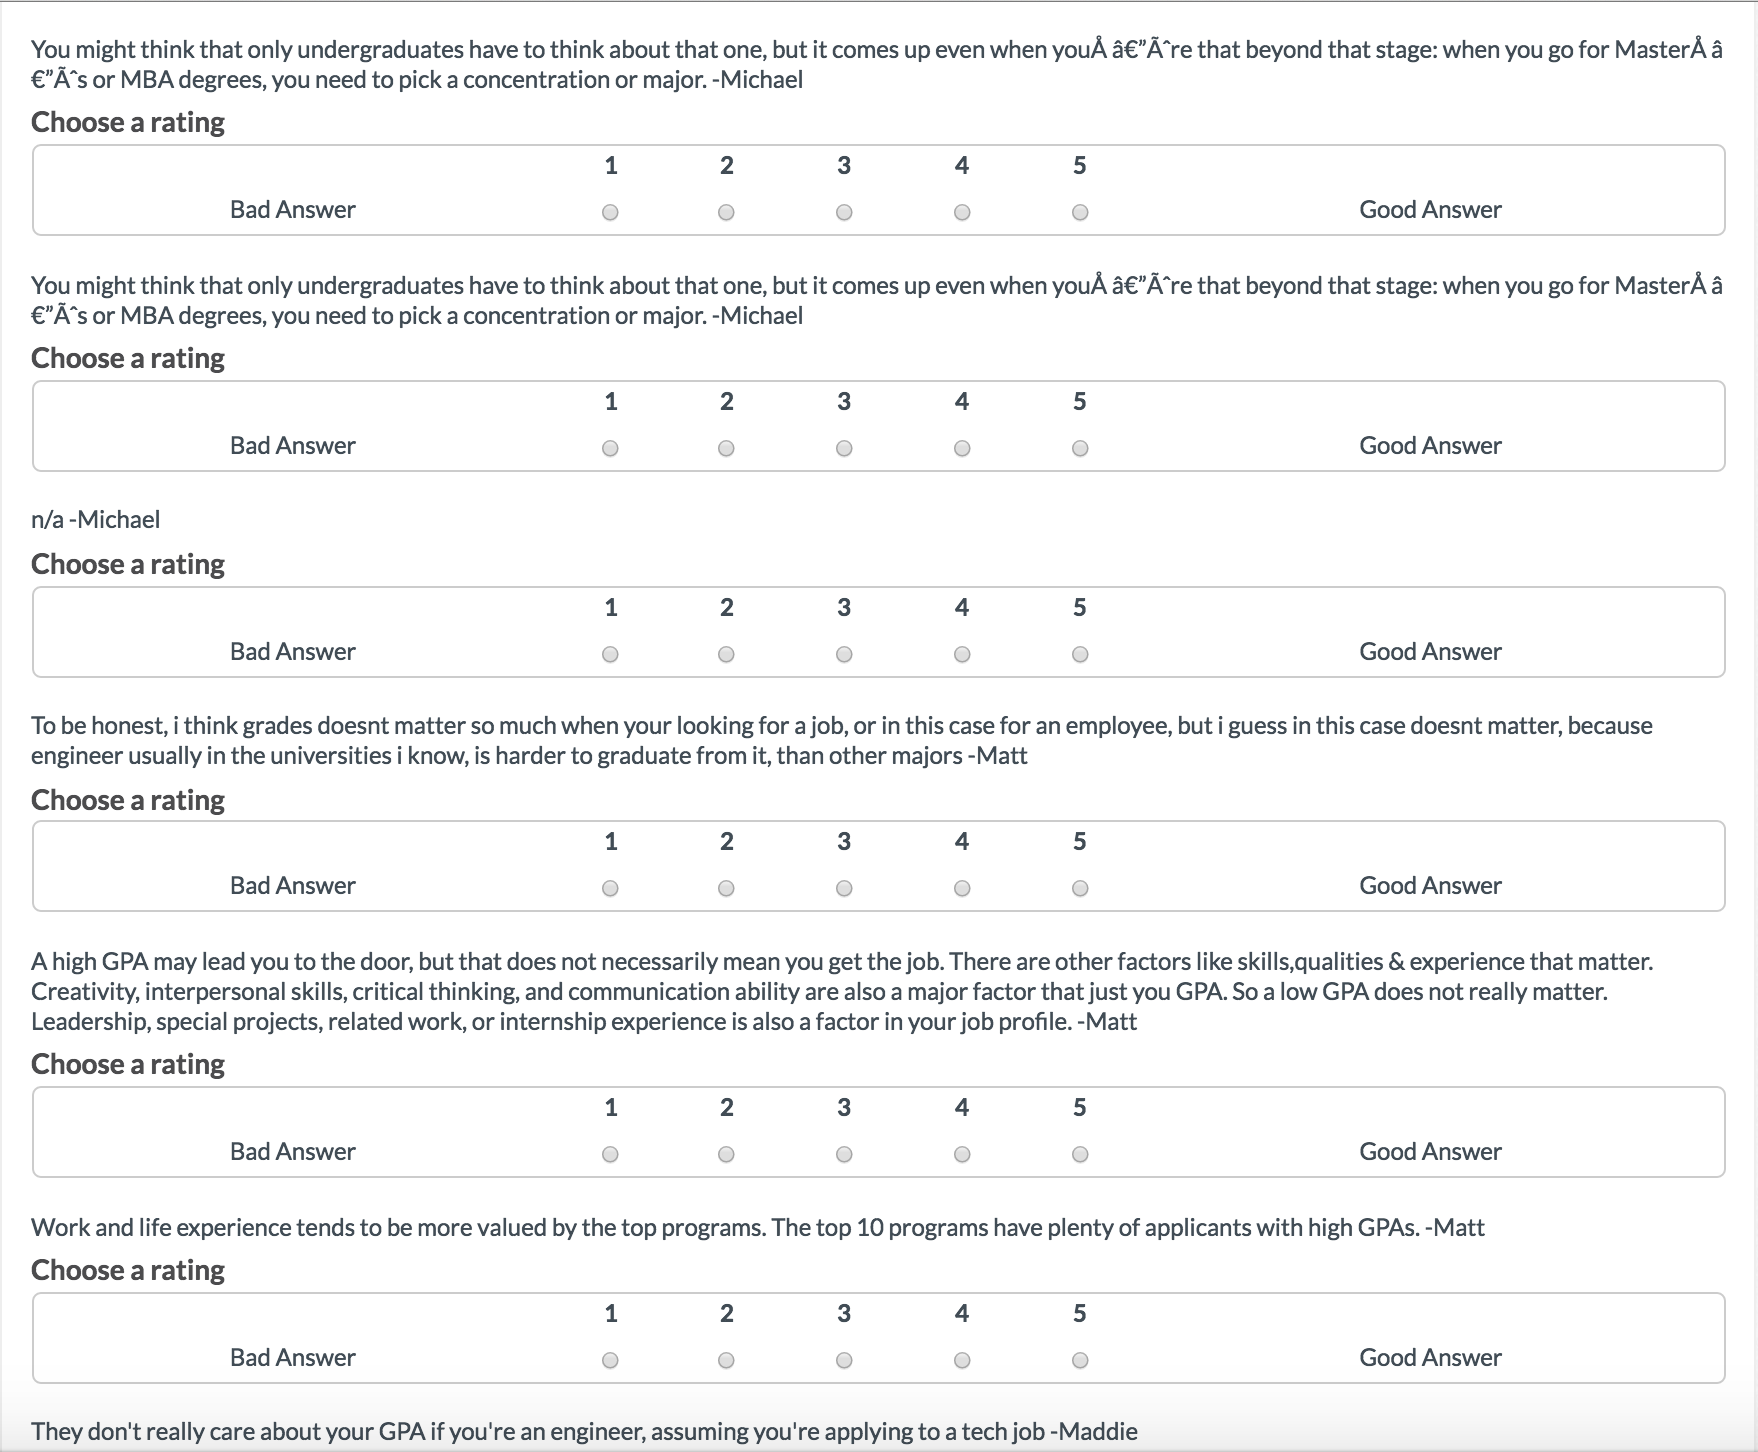 You might think that only undergraduates have to think about that one, but it comes up even when youÅ â€”Ãˆre that beyond that stage: when you go for MasterÅ â
€”Ãˆs or MBA degrees, you need to pick a concentration or major. -Michael
Choose a rating
1 2 3 4 5
Bad Answer Good Answer
You might think that only undergraduates have to think about that one, but it comes up even when youÅ â€”Ãˆre that beyond that stage: when you go for MasterÅ â
€”Ãˆs or MBA degrees, you need to pick a concentration or major. -Michael
Choose a rating
1 2 3 4 5
Bad Answer Good Answer
n/a -Michael
Choose a rating
1 2 3 4 5
Bad Answer Good Answer
To be honest, i think grades doesnt matter so much when your looking for a job, or in this case for an employee, but i guess in this case doesnt matter, because
engineer usually in the universities i know, is harder to graduate from it, than other majors -Matt
Choose a rating
1 2 3 4 5
Bad Answer Good Answer
A high GPA may lead you to the door, but that does not necessarily mean you get the job. There are other factors like skills,qualities & experience that matter.
Creativity, interpersonal skills, critical thinking, and communication ability are also a major factor that just you GPA. So a low GPA does not really matter.
Leadership, special projects, related work, or internship experience is also a factor in your job profile. -Matt
Choose a rating
1 2 3 4 5
Bad Answer Good Answer
Work and life experience tends to be more valued by the top programs. The top 10 programs have plenty of applicants with high GPAs. -Matt
Choose a rating
1 2 3 4 5
Bad Answer Good Answer
They don't really care about your GPA if you're an engineer, assuming you're applying to a tech job -Maddie